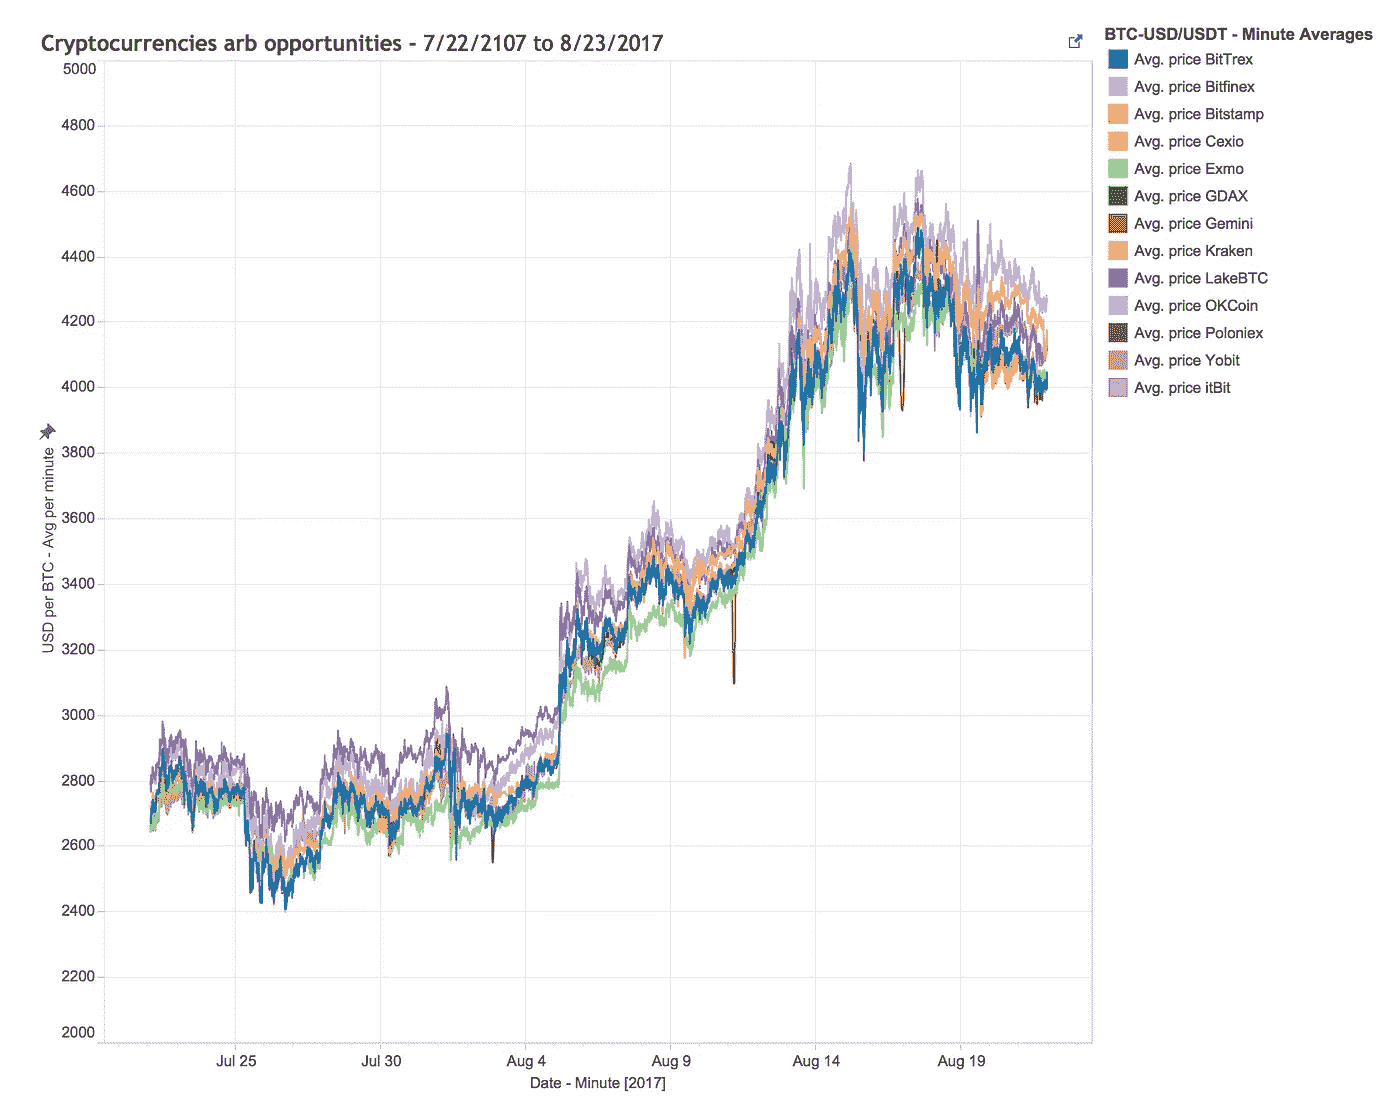 Cryptocurrencies arb opportunities - 7/22/2107 to 8/23/2017
BTC-USD/USDT - Minute Averages
Avg. price BitTrex
Avg. price Bitfinex
Avg. price Bitstamp
Avg. price Cexio
Avg. price Exmo
Avg. price GDAX
Avg. price Gemini
Avg. price Kraken
Avg. price LakeBTC
Avg. price OKCoin
Avg. price Poloniex
Avg. price Yobit
Avg. price itBit
USD per BTC - Avg per minute
5000
4800
4600
4400
4200
4000
3800
3600
3400
3200
3000
2800
2600
2400
2200
2000
Jul 25 Jul 30 Aug 4 Aug 9 Aug 14 Aug 19
Date - Minute [2017]